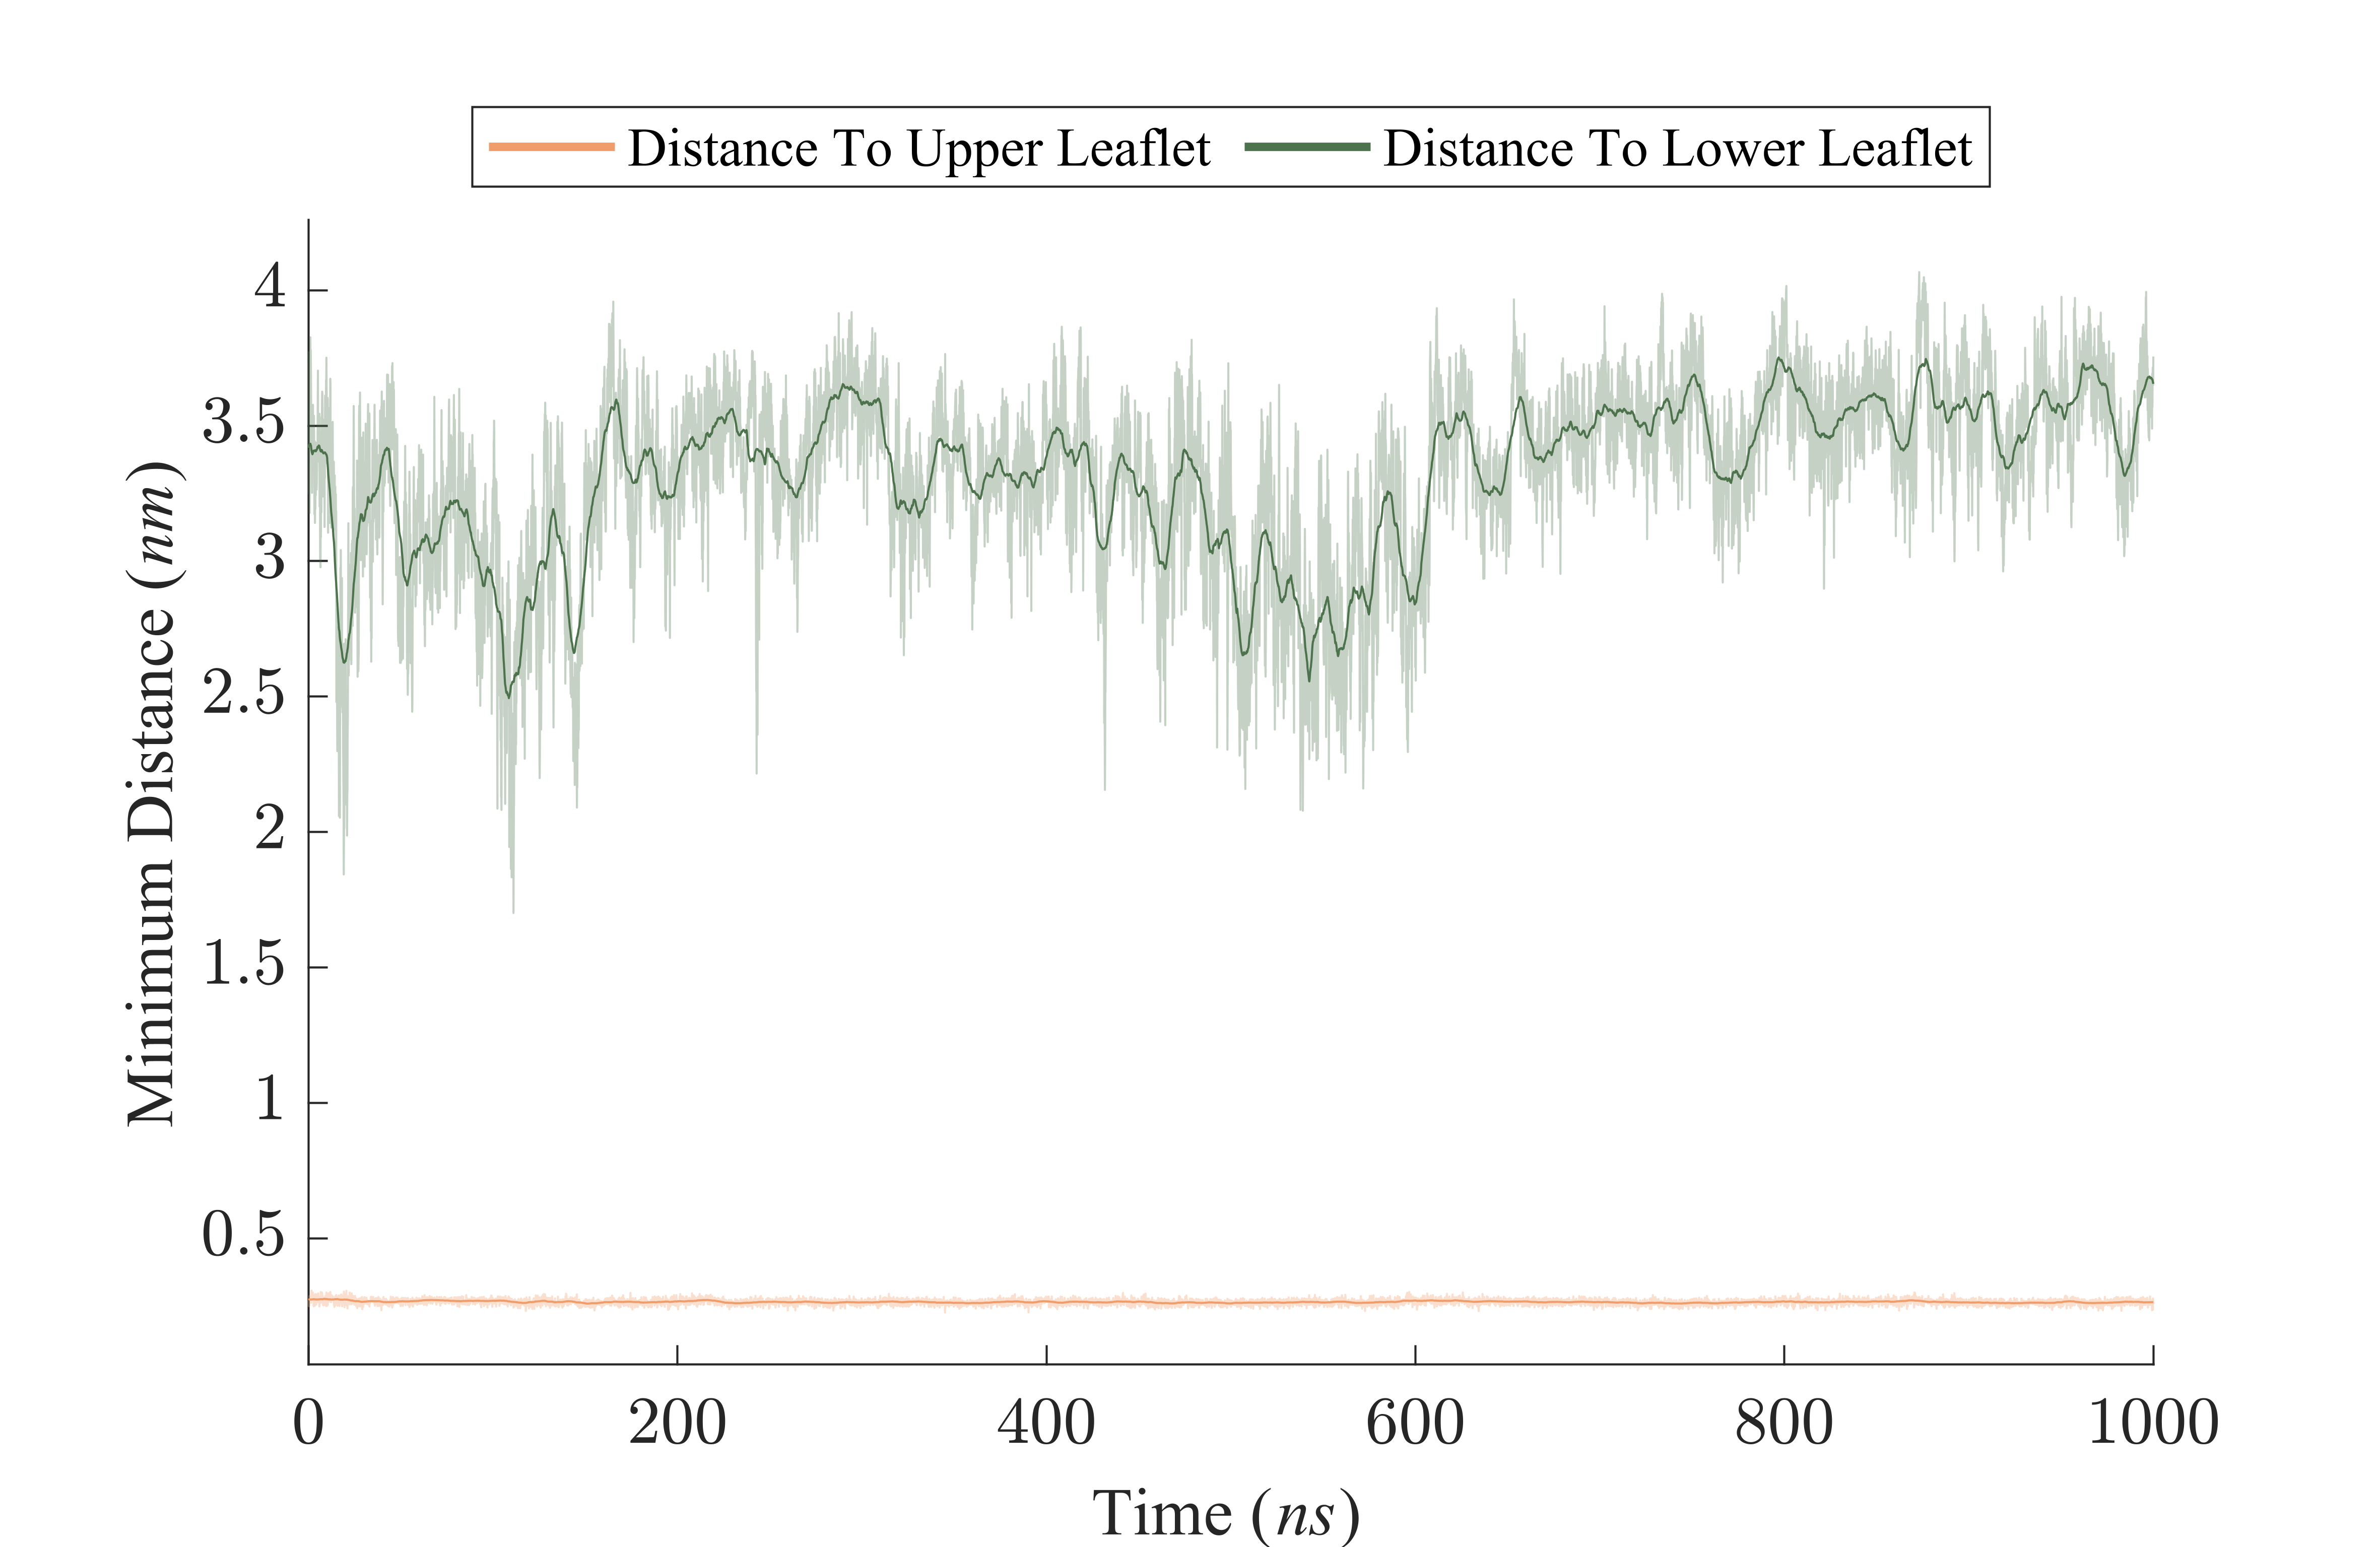 Distance To Upper Leaflet Distance To Lower Leaflet
4
3.5
3
2.5
2
1.5
1
0.5
Minimum Distance (nm)
0 200 400 600 800 1000
Time (ns)